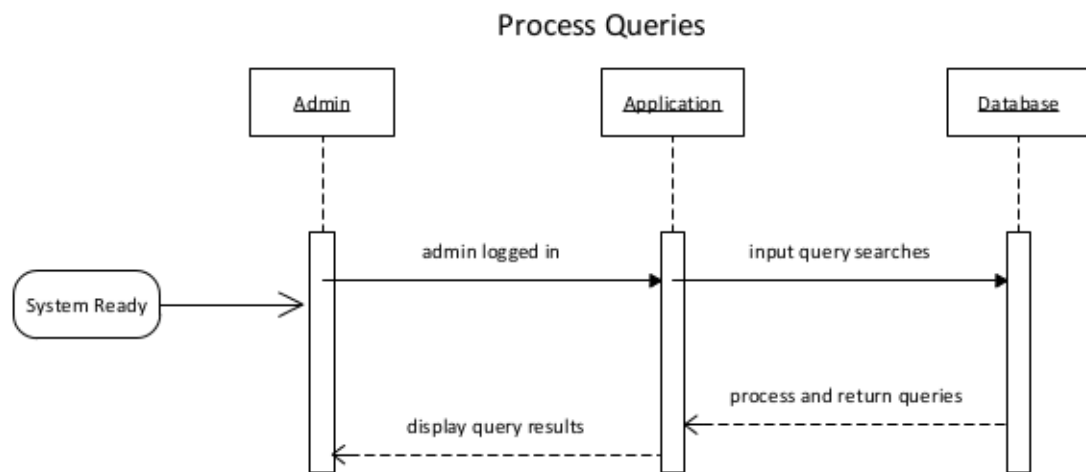 Process Queries
Admin
Application
Database
admin logged in
input query searches
System Ready
process and return queries
display query results